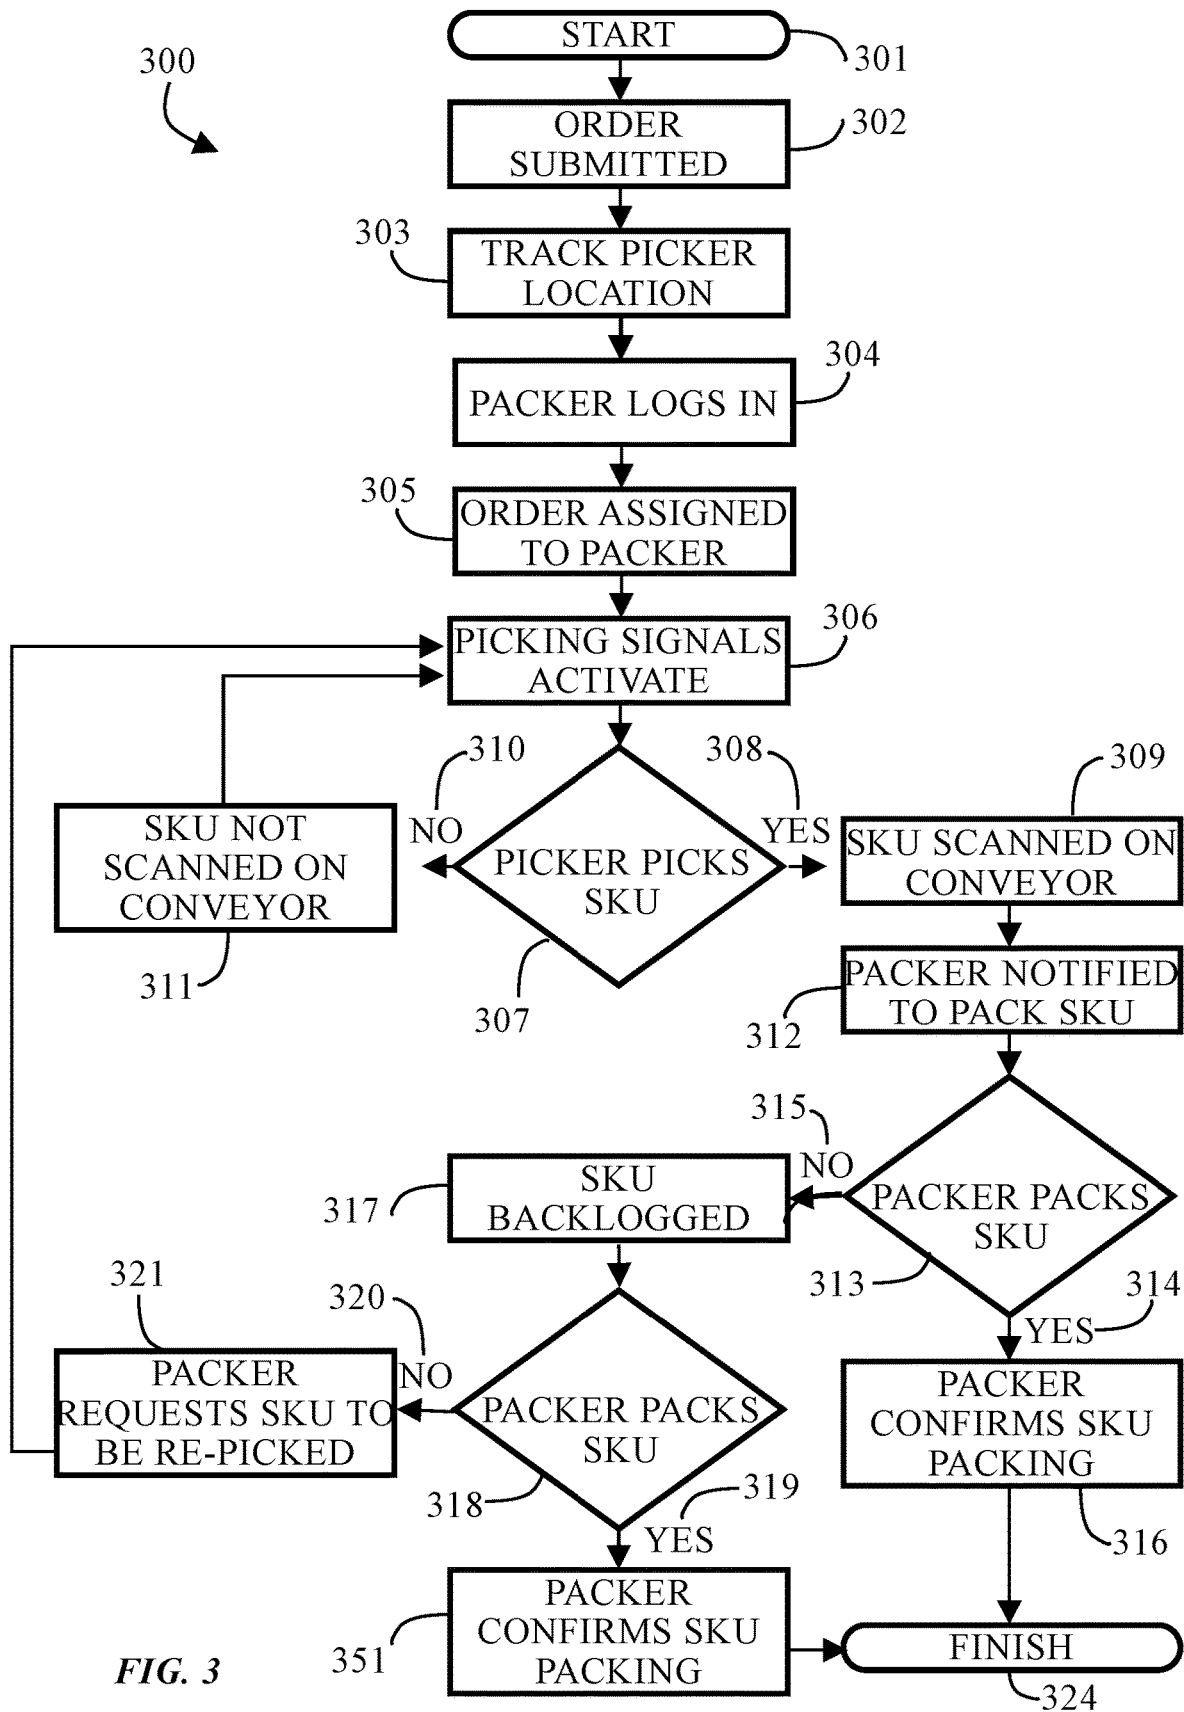 START
301
300
ORDER
SUBMITTED
302
303
TRACK PICKER
LOCATION
304
PACKER LOGS IN
305
ORDER ASSIGNED
TO PACKER
306
PICKING SIGNALS
ACTIVATE
310
308
309
NO
YES
SKU NOT
SCANNED ON
CONVEYOR
PICKER PICKS
SKU
SKU SCANNED ON
CONVEYOR
311
307
PACKER NOTIFIED
TO PACK SKU
312
315
NO
317
SKU
BACKLOGGED
PACKER PACKS
SKU
313
314
YES
321
320
NO
PACKER
REQUESTS SKU TO
BE RE-PICKED
PACKER PACKS
SKU
PACKER
CONFIRMS SKU
PACKING
318
319
YES
316
PACKER
CONFIRMS SKU
PACKING
351
FINISH
324
FIG. 3